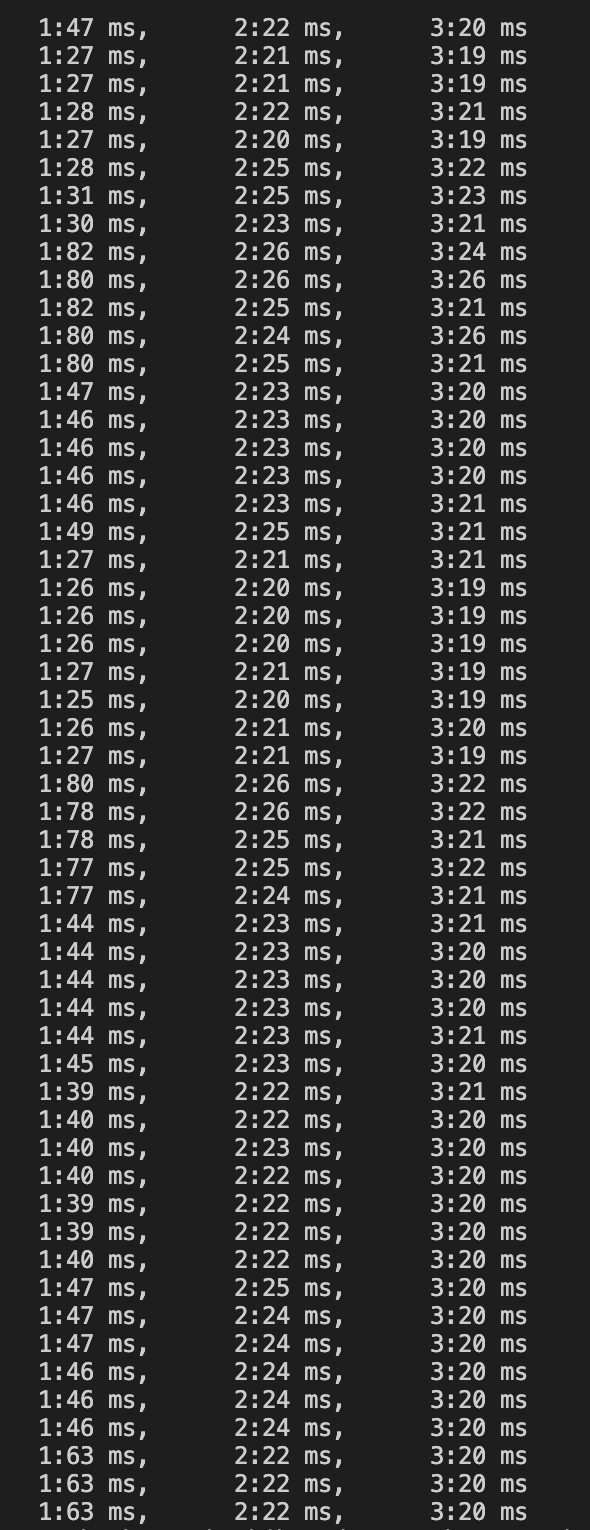 1:47 ms, 2:22 ms, 3:20 ms
1:27 ms, 2:21 ms, 3:19 ms
1:27 ms, 2:21 ms, 3:19 ms
1:28 ms, 2:22 ms, 3:21 ms
1:27 ms, 2:20 ms, 3:19 ms
1:28 ms, 2:25 ms, 3:22 ms
1:31 ms, 2:25 ms, 3:23 ms
1:30 ms, 2:23 ms, 3:21 ms
1:82 ms, 2:26 ms, 3:24 ms
1:80 ms, 2:26 ms, 3:26 ms
1:82 ms, 2:25 ms, 3:21 ms
1:80 ms, 2:24 ms, 3:26 ms
1:80 ms, 2:25 ms, 3:21 ms
1:47 ms, 2:23 ms, 3:20 ms
1:46 ms, 2:23 ms, 3:20 ms
1:46 ms, 2:23 ms, 3:20 ms
1:46 ms, 2:23 ms, 3:20 ms
1:46 ms, 2:23 ms, 3:21 ms
1:49 ms, 2:25 ms, 3:21 ms
1:27 ms, 2:21 ms, 3:21 ms
1:26 ms, 2:20 ms, 3:19 ms
1:26 ms, 2:20 ms, 3:19 ms
1:26 ms, 2:20 ms, 3:19 ms
1:27 ms, 2:21 ms, 3:19 ms
1:25 ms, 2:20 ms, 3:19 ms
1:26 ms, 2:21 ms, 3:20 ms
1:27 ms, 2:21 ms, 3:19 ms
1:80 ms, 2:26 ms, 3:22 ms
1:78 ms, 2:26 ms, 3:22 ms
1:78 ms, 2:25 ms, 3:21 ms
1:77 ms, 2:25 ms, 3:22 ms
1:77 ms, 2:24 ms, 3:21 ms
1:44 ms, 2:23 ms, 3:21 ms
1:44 ms, 2:23 ms, 3:20 ms
1:44 ms, 2:23 ms, 3:20 ms
1:44 ms, 2:23 ms, 3:20 ms
1:44 ms, 2:23 ms, 3:21 ms
1:45 ms, 2:23 ms, 3:20 ms
1:39 ms, 2:22 ms, 3:21 ms
1:40 ms, 2:22 ms, 3:20 ms
1:40 ms, 2:23 ms, 3:20 ms
1:40 ms, 2:22 ms, 3:20 ms
1:39 ms, 2:22 ms, 3:20 ms
1:39 ms, 2:22 ms, 3:20 ms
1:40 ms, 2:22 ms, 3:20 ms
1:47 ms, 2:25 ms, 3:20 ms
1:47 ms, 2:24 ms, 3:20 ms
1:47 ms, 2:24 ms, 3:20 ms
1:46 ms, 2:24 ms, 3:20 ms
1:46 ms, 2:24 ms, 3:20 ms
1:46 ms, 2:24 ms, 3:20 ms
1:63 ms, 2:22 ms, 3:20 ms
1:63 ms, 2:22 ms, 3:20 ms
1:63 ms, 2:22 ms, 3:20 ms